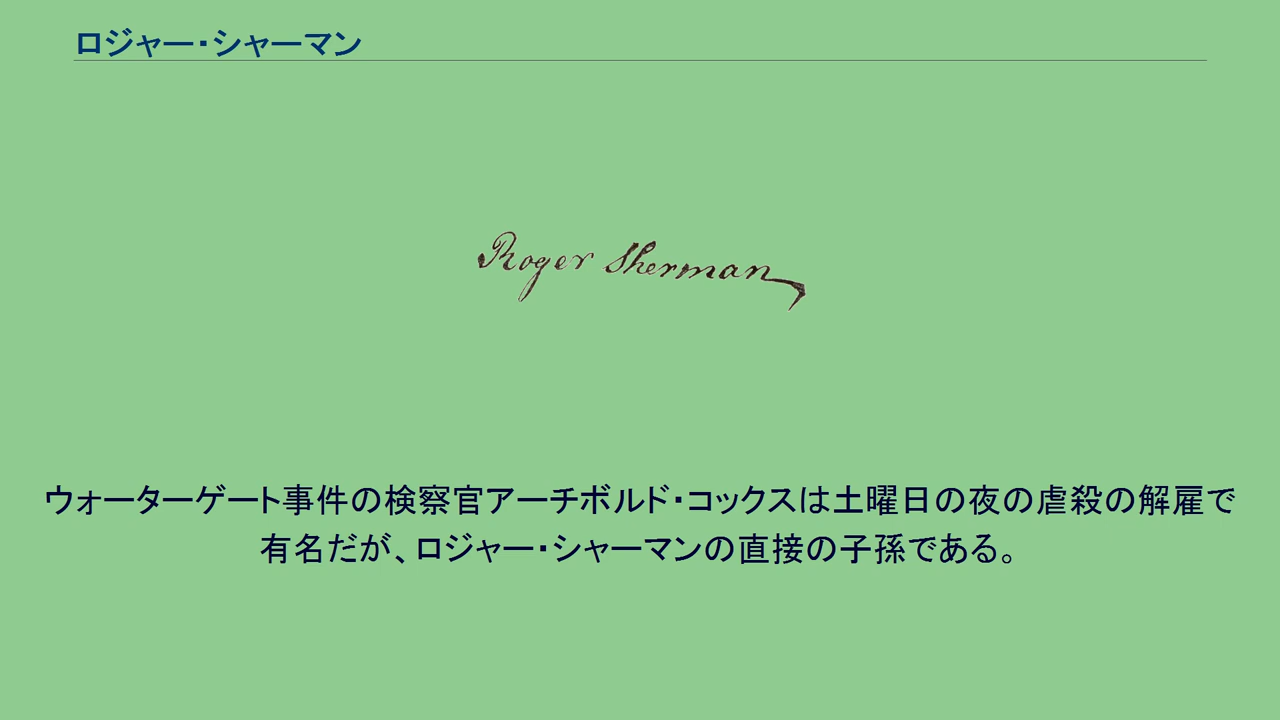 ロジャー・シャーマン
Roger Sherman
ウォーターゲート事件の検察官アーチボルド・コックスは土曜日の夜の虐殺の解雇で
有名だが、ロジャー・シャーマンの直接の子孫である。